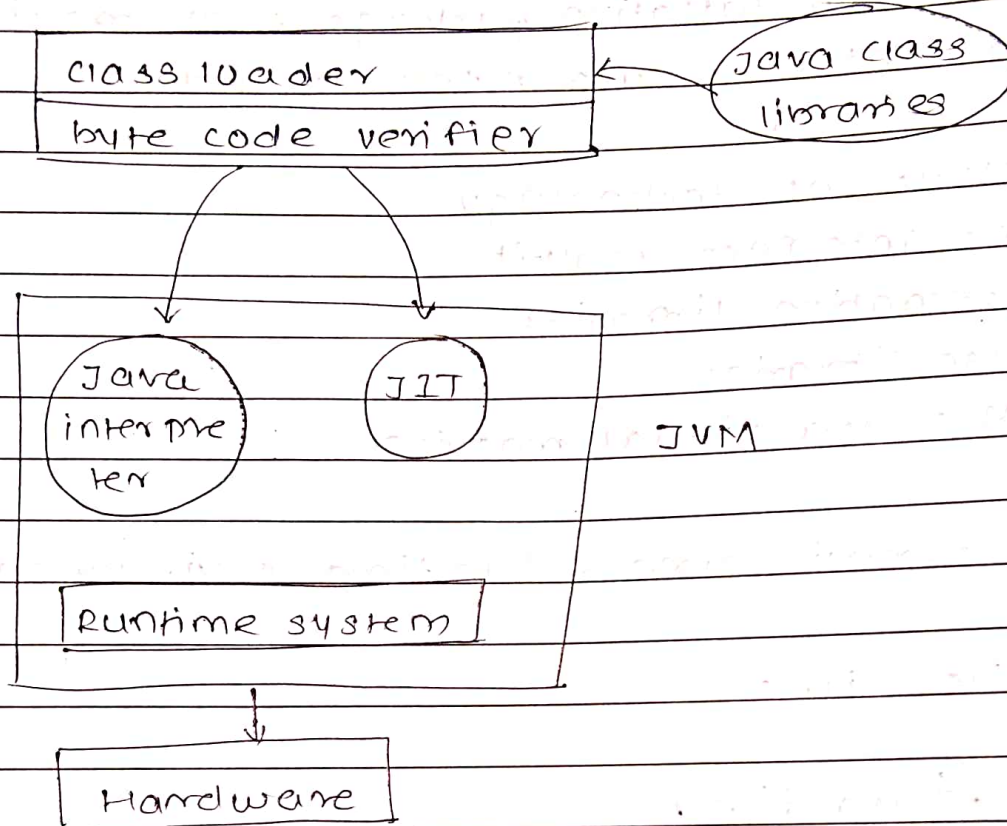 class loader
Java class
libraries
byte code verifier
Java
interpre
ter
JIT
JVM
Runtime system
Hardware